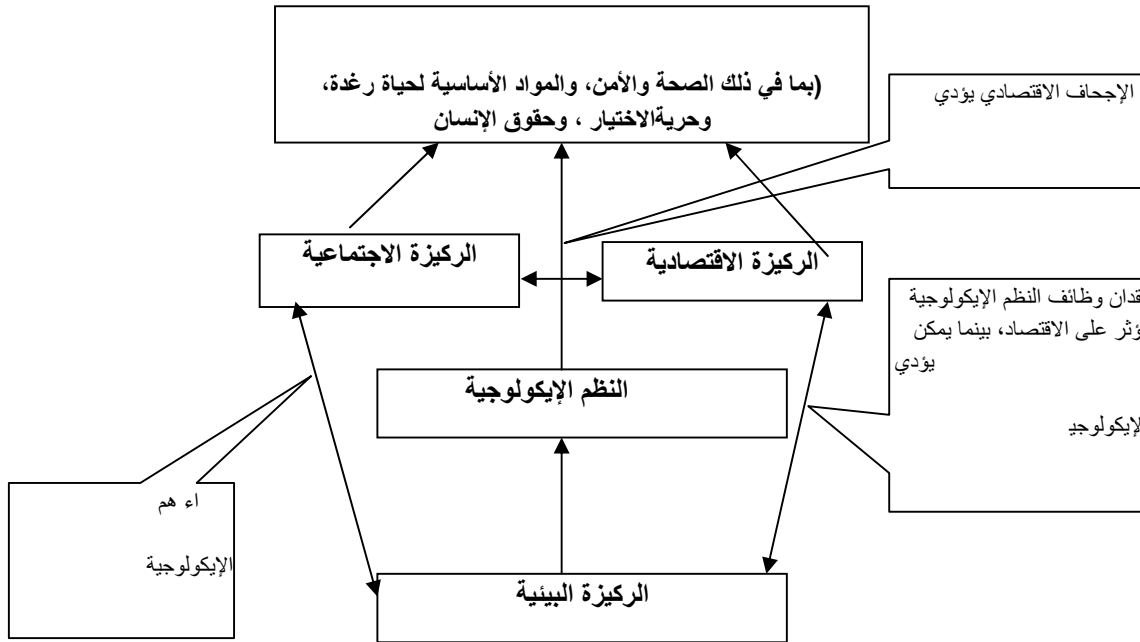 (بما في ذلك الصحة والأمن، والمواد الأساسية لحياة رغدة،
وحريةالاختيار ، وحقوق الإنسان
الإجحاف الاقتصادي يؤدي
الركيزة الاقتصادية
الركيزة الاجتماعية
قدان وظائف النظم الإيكولوجية
ؤثر على الاقتصاد، بينما يمكن
يؤدي
لإيكولوجي
النظم الإيكولوجية
اء هم
الإيكولوجية
الركيزة البيئية